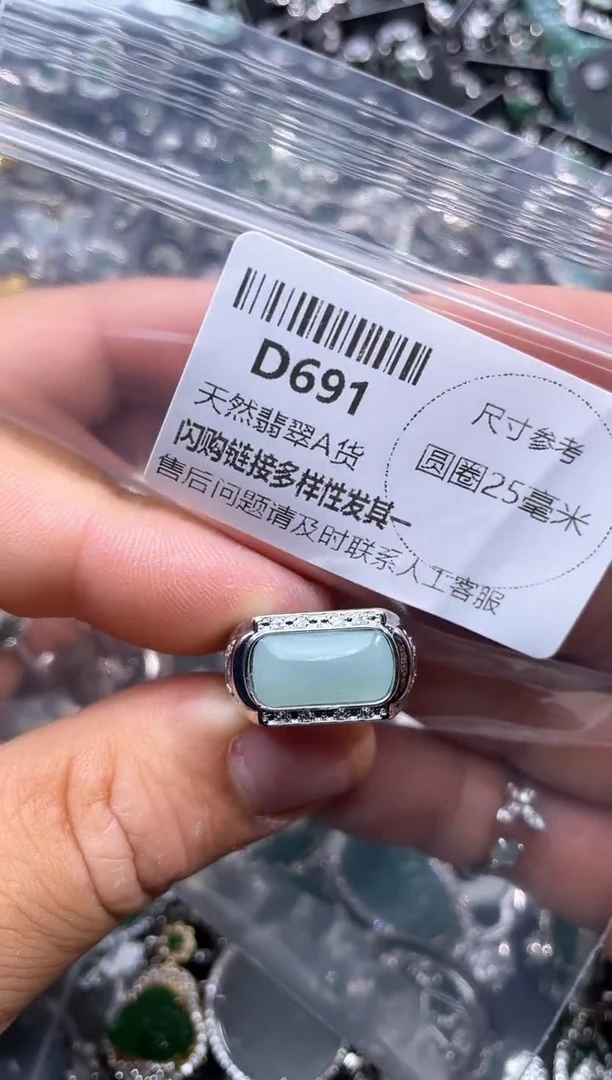 D691
天然翡翠A货
闪购链接多样性发其一
售后问题请及时联系人工客服
尺寸参考
圆圈25毫米